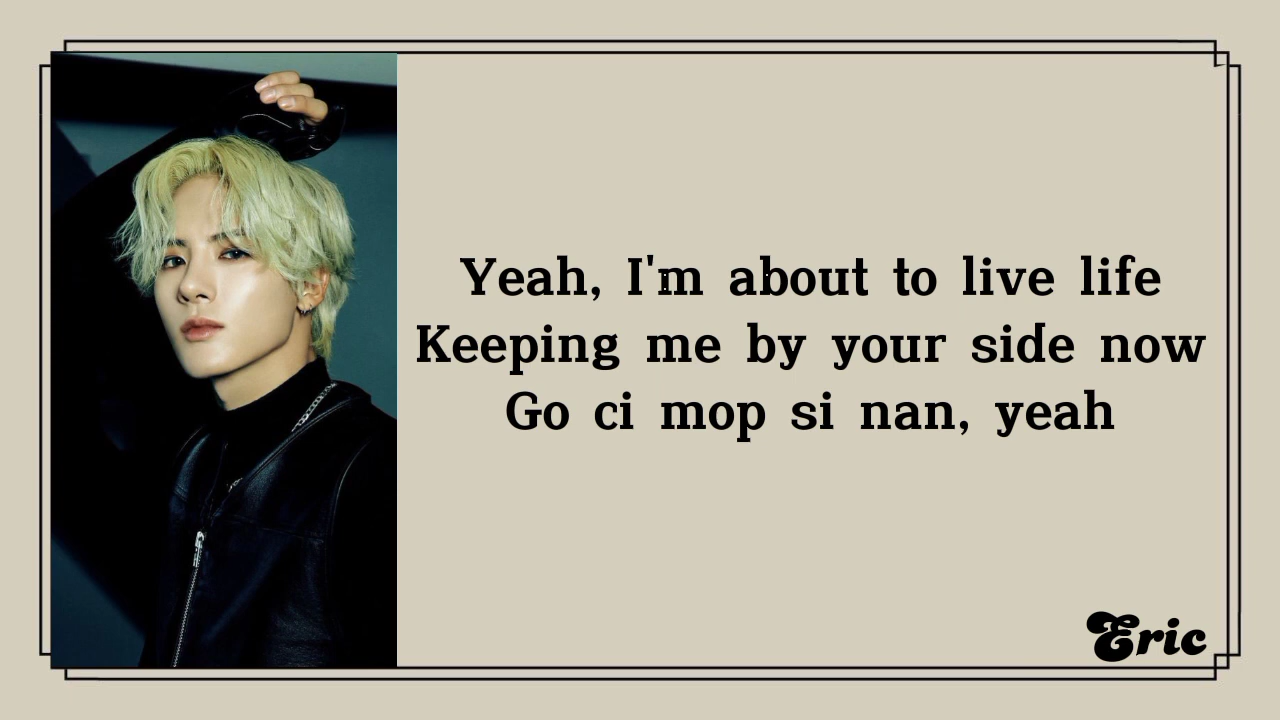 Yeah, I'm about to live life
Keeping me by your side now
Go ci mop si nan, yeah
Eric